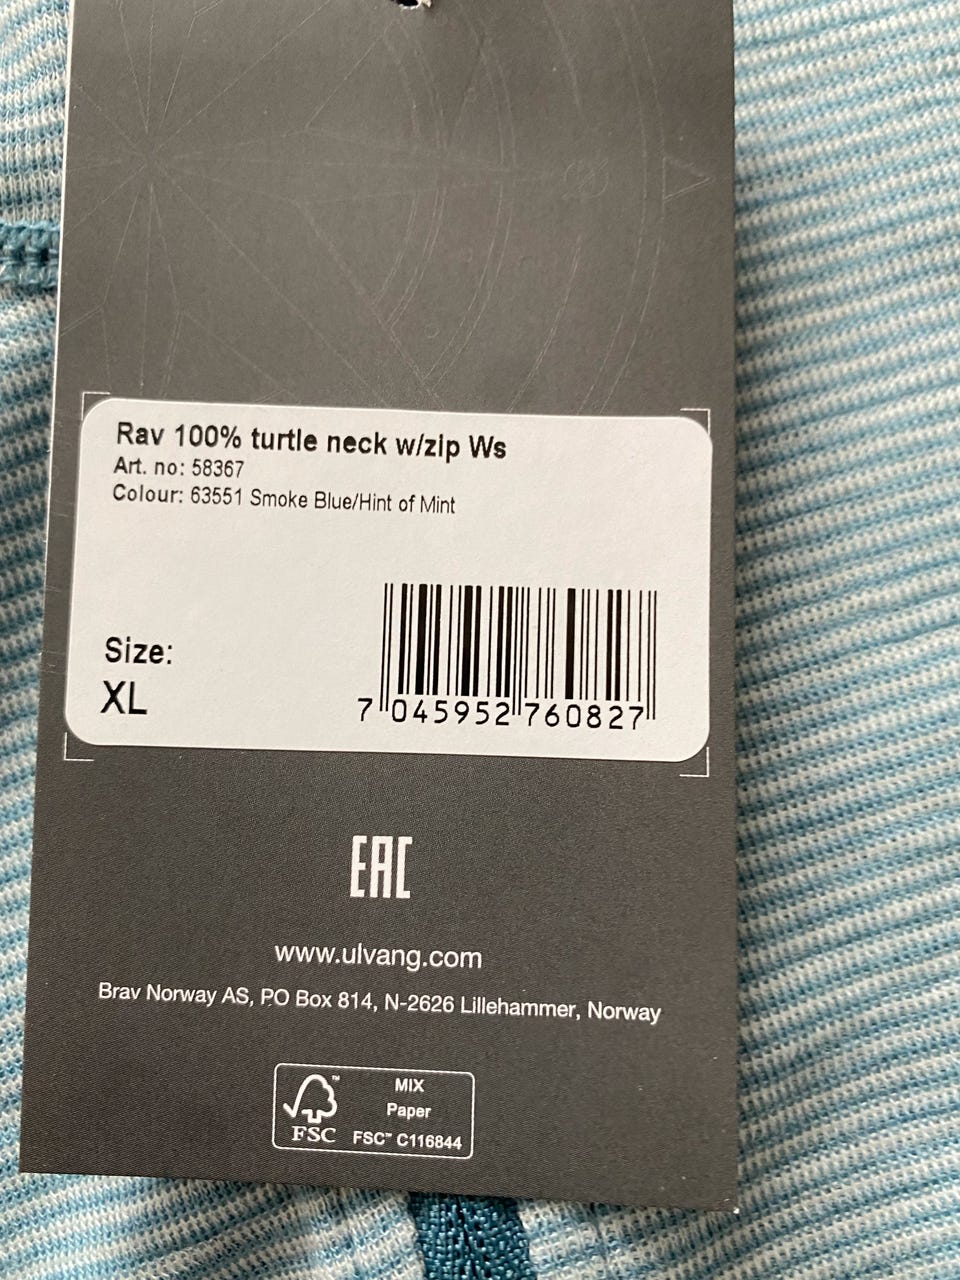 Rav 100% turtle neck w/zip Ws
Art. no: 58367
Colour: 63551 Smoke Blue/Hint of Mint
Size:
XL
7 045952 760827
EAC
www.ulvang.com
Brav Norway AS, PO Box 814, N-2626 Lillehammer, Norway
FSC™
MIX
Paper
FSC™ C116844